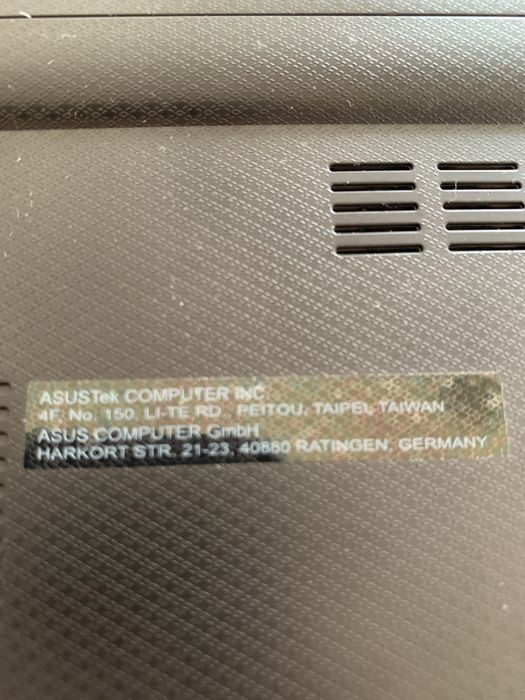 ASUSTek COMPUTER INC.
4F, No. 150, LI-TE RD., PEITOU, TAIPEI, TAIWAN
ASUS COMPUTER GmbH
HARKORT STR. 21-23, 40880 RATINGEN, GERMANY